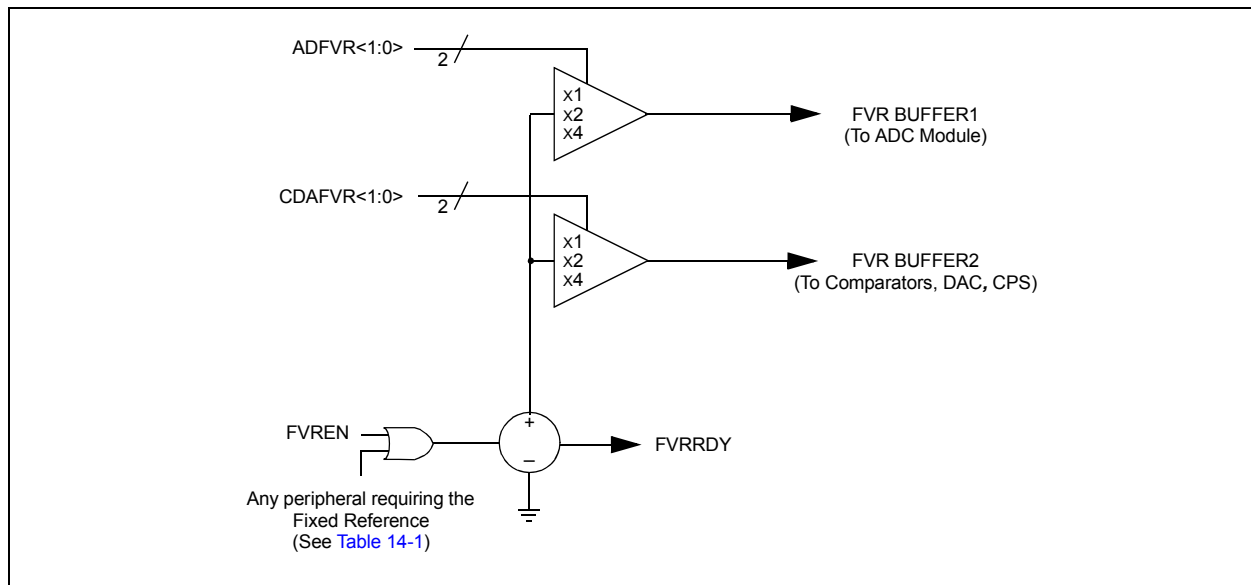 ADFVR<1:0>
2
X1
X2
X4
FVR BUFFER1
(To ADC Module)
CDAFVR<1:0>
2
X1
X2
X4
FVR BUFFER2
(To Comparators, DAC, CPS)
FVREN
+
_
FVRRDY
Any peripheral requiring the
Fixed Reference
(See Table 14-1)